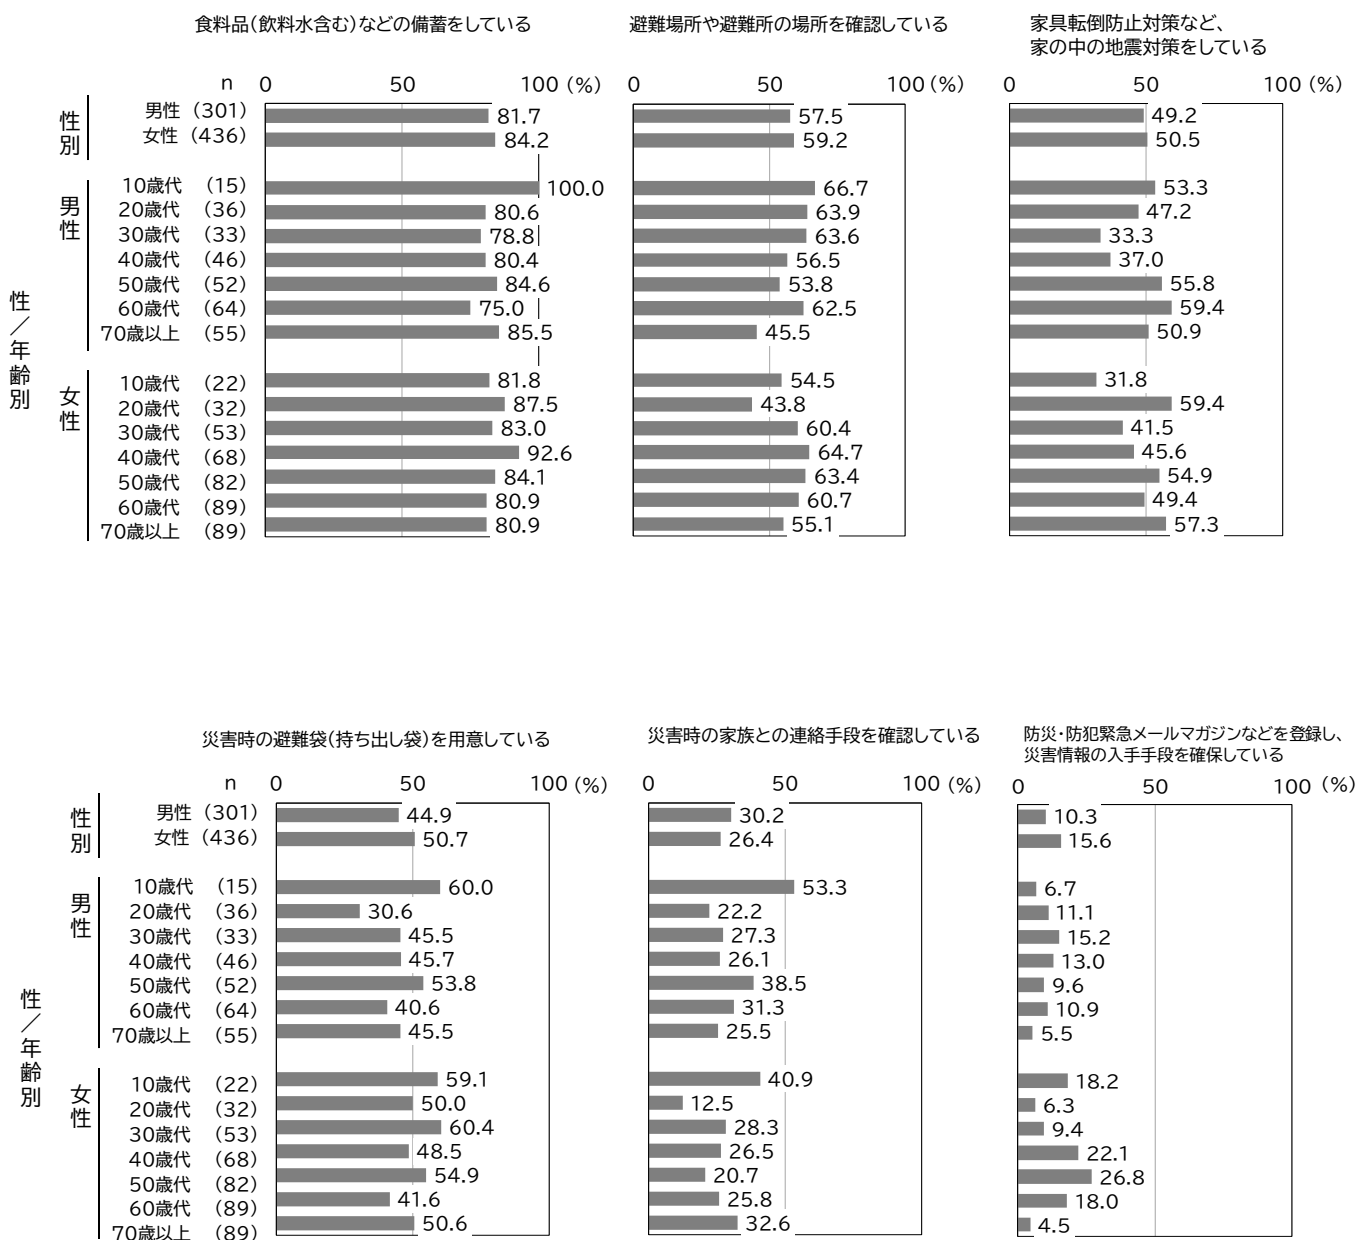 食料品(飲料水含む)などの備蓄をしている
避難場所や避難所の場所を確認している
家具転倒防止対策など、
家の中の地震対策をしている
n 0 50 100 (%) 0 50 100 (%) 0 50 100 (%)
性別
男性 (301) 81.7 57.5 49.2
女性 (436) 84.2 59.2 50.5
性/年齢別
男性
10歳代 (15) 100.0 66.7 53.3
20歳代 (36) 80.6 63.9 47.2
30歳代 (33) 78.8 63.6 33.3
40歳代 (46) 80.4 56.5 37.0
50歳代 (52) 84.6 53.8 55.8
60歳代 (64) 75.0 62.5 59.4
70歳以上 (55) 85.5 45.5 50.9
女性
10歳代 (22) 81.8 54.5 31.8
20歳代 (32) 87.5 43.8 59.4
30歳代 (53) 83.0 60.4 41.5
40歳代 (68) 92.6 64.7 45.6
50歳代 (82) 84.1 63.4 54.9
60歳代 (89) 80.9 60.7 49.4
70歳以上 (89) 80.9 55.1 57.3
災害時の避難袋(持ち出し袋)を用意している
災害時の家族との連絡手段を確認している
防災・防犯緊急メールマガジンなどを登録し、
災害情報の入手手段を確保している
n 0 50 100 (%) 0 50 100 (%) 0 50 100 (%)
性別
男性 (301) 44.9 30.2 10.3
女性 (436) 50.7 26.4 15.6
性/年齢別
男性
10歳代 (15) 60.0 53.3 6.7
20歳代 (36) 30.6 22.2 11.1
30歳代 (33) 45.5 27.3 15.2
40歳代 (46) 45.7 26.1 13.0
50歳代 (52) 53.8 38.5 9.6
60歳代 (64) 40.6 31.3 10.9
70歳以上 (55) 45.5 25.5 5.5
女性
10歳代 (22) 59.1 40.9 18.2
20歳代 (32) 50.0 12.5 6.3
30歳代 (53) 60.4 28.3 9.4
40歳代 (68) 48.5 26.5 22.1
50歳代 (82) 54.9 20.7 26.8
60歳代 (89) 41.6 25.8 18.0
70歳以上 (89) 50.6 32.6 4.5